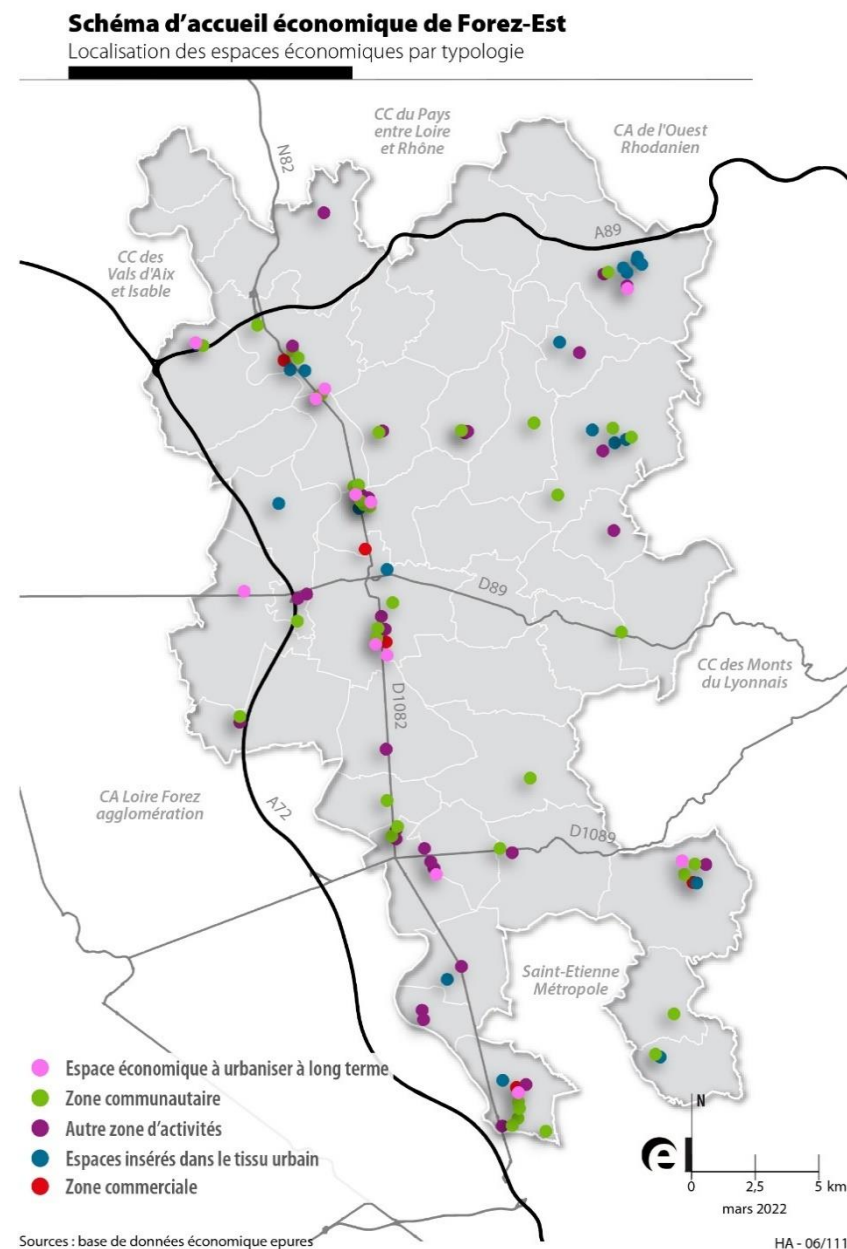 Schéma d'accueil économique de Forez-Est
Localisation des espaces économiques par typologie
CC du Pays
entre Loire
et Rhône
CA de l'Ouest
Rhodanien
N82
A89
CC des
Vals d'Aix
et Isable
D89
CC des Monts
du Lyonnais
D1082
CA Loire Forez
agglomération
A72
D1089
Saint-Etienne
Métropole
Espace économique à urbaniser à long terme
Zone communautaire
Autre zone d'activités
Espaces insérés dans le tissu urbain
Zone commerciale
N
e
0 2,5 5 km
mars 2022
Sources : base de données économique epures
HA - 06/111